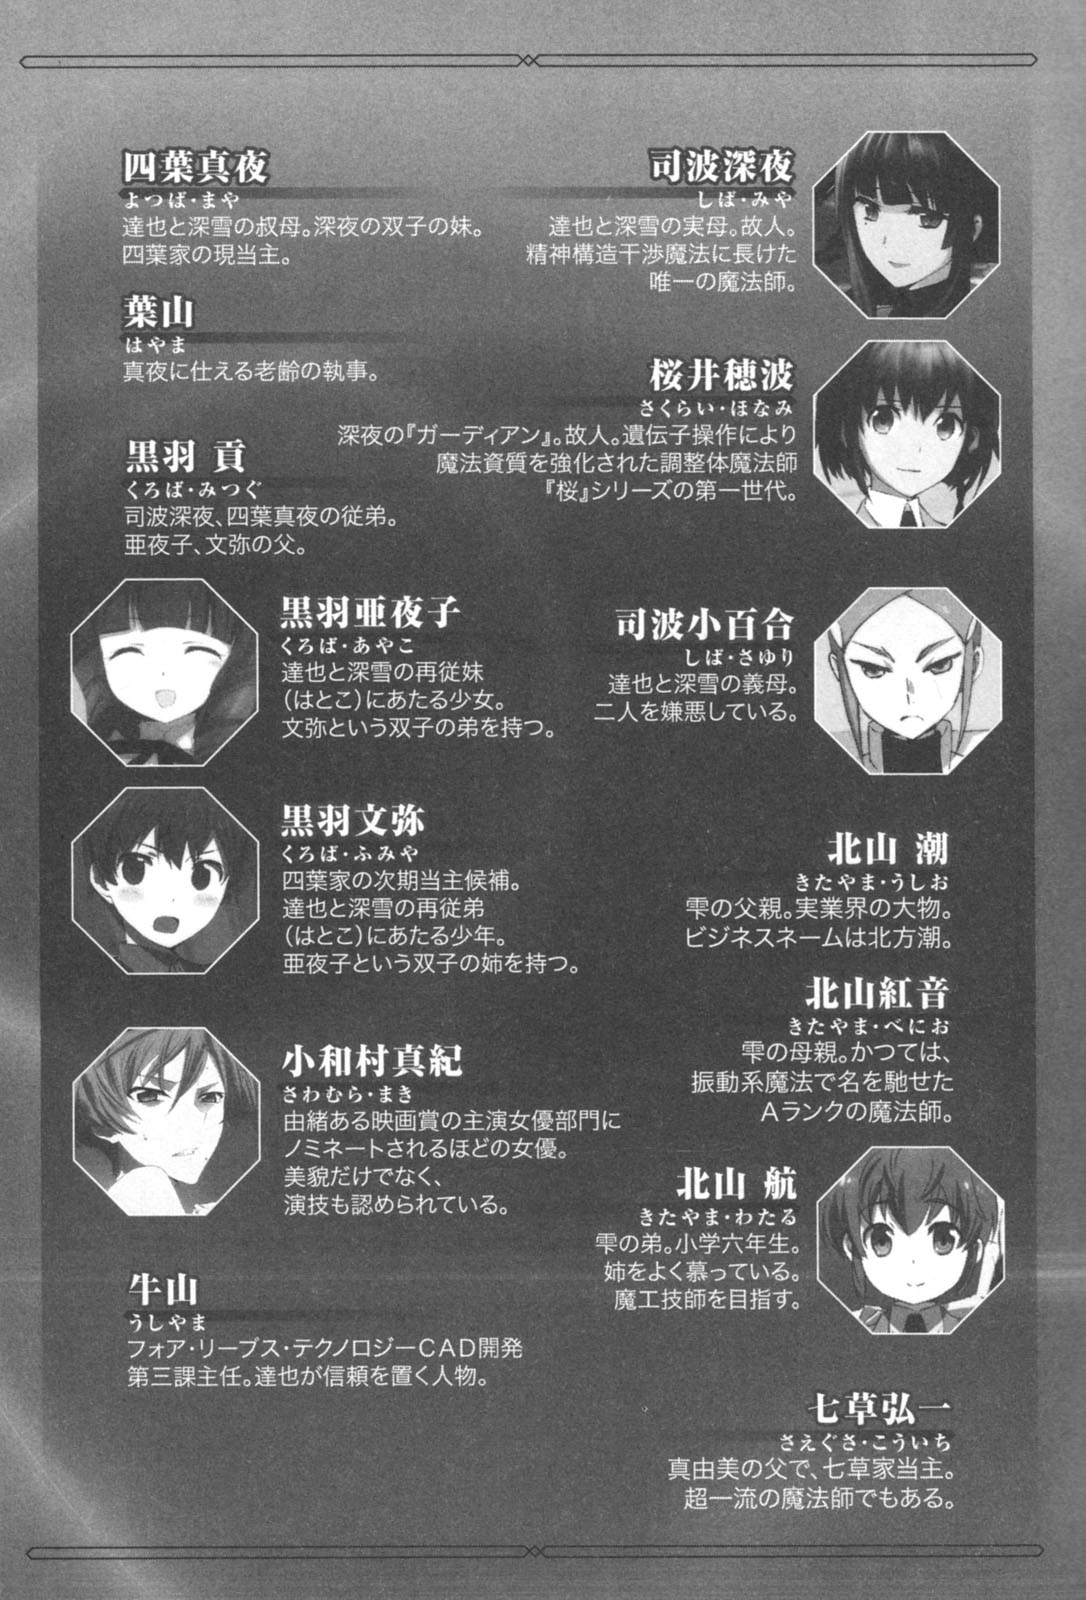 四葉真夜
よつば・まや
達也と深雪の叔母。深夜の双子の妹。
四葉家の現当主。
葉山
はやま
真夜に仕える老齢の執事。
黒羽 貢
くろば・みつぐ
司波深夜、四葉真夜の従弟。
亜夜子、文弥の父。
黒羽亜夜子
くろば・あやこ
達也と深雪の再従妹
（はとこ）にあたる少女。
文弥という双子の弟を持つ。
黒羽文弥
くろば・ふみや
四葉家の次期当主候補。
達也と深雪の再従弟
（はとこ）にあたる少年。
亜夜子という双子の姉を持つ。
小和村真紀
さわむら・まき
由緒ある映画賞の主演女優部門に
ノミネートされるほどの女優。
美貌だけでなく、
演技も認められている。
牛山
うしやま
フォア・リーブス・テクノロジーCAD開発
第三課主任。達也が信頼を置く人物。
司波深夜
しば・みや
達也と深雪の実母。故人。
精神構造干渉魔法に長けた
唯一の魔法師。
桜井穂波
さくらい・ほなみ
深夜の『ガーディアン』。故人。遺伝子操作により
魔法資質を強化された調整体魔法師
『桜』シリーズの第一世代。
司波小百合
しば・さゆり
達也と深雪の義母。
二人を嫌悪している。
北山 潮
きたやま・うしお
雫の父親。実業界の大物。
ビジネスネームは北方潮。
北山紅音
きたやま・べにお
雫の母親。かつては、
振動系魔法で名を馳せた
Aランクの魔法師。
北山 航
きたやま・わたる
雫の弟。小学六年生。
姉をよく慕っている。
魔工技師を目指す。
七草弘一
さえぐさ・こういち
真由美の父で、七草家当主。
超一流の魔法師でもある。